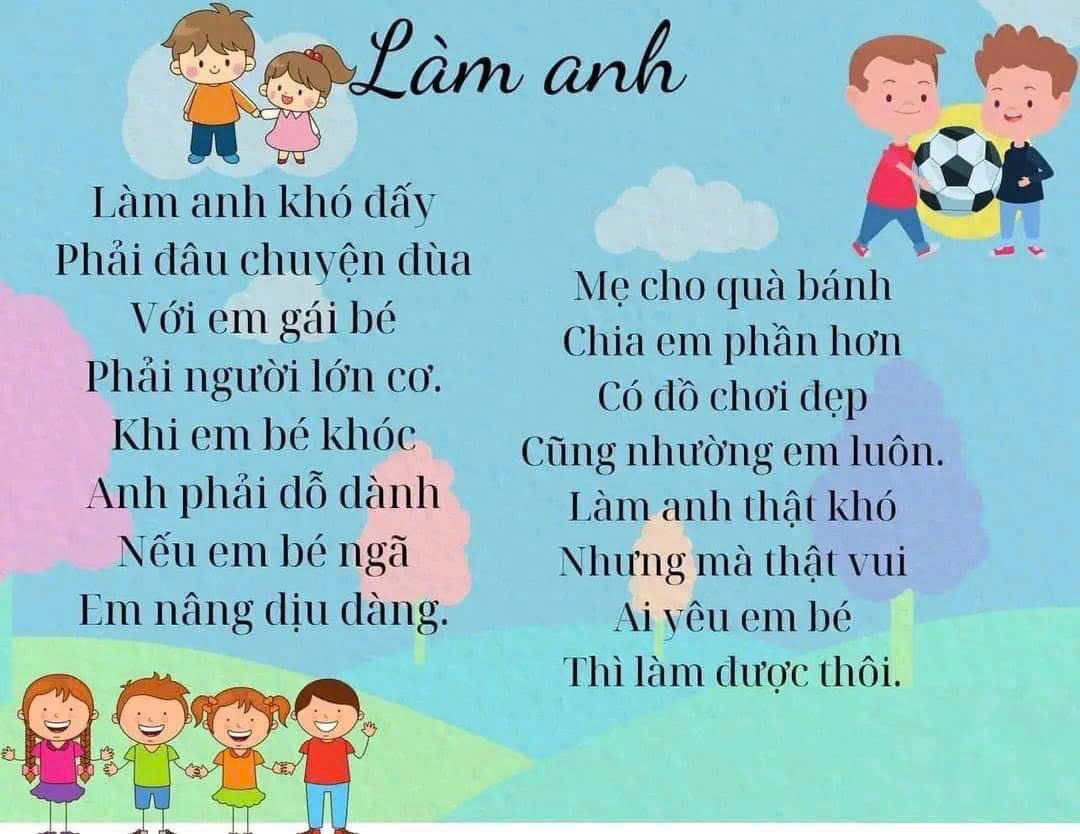 Làm anh
Làm anh khó đấy
Phải đâu chuyện đùa
Với em gái bé
Phải người lớn cơ.
Khi em bé khóc
Anh phải dỗ dành
Nếu em bé ngã
Em nâng dịu dàng.
Mẹ cho quà bánh
Chia em phần hơn
Có đồ chơi đẹp
Cũng nhường em luôn.
Làm anh thật khó
Nhưng mà thật vui
Ai yêu em bé
Thì làm được thôi.